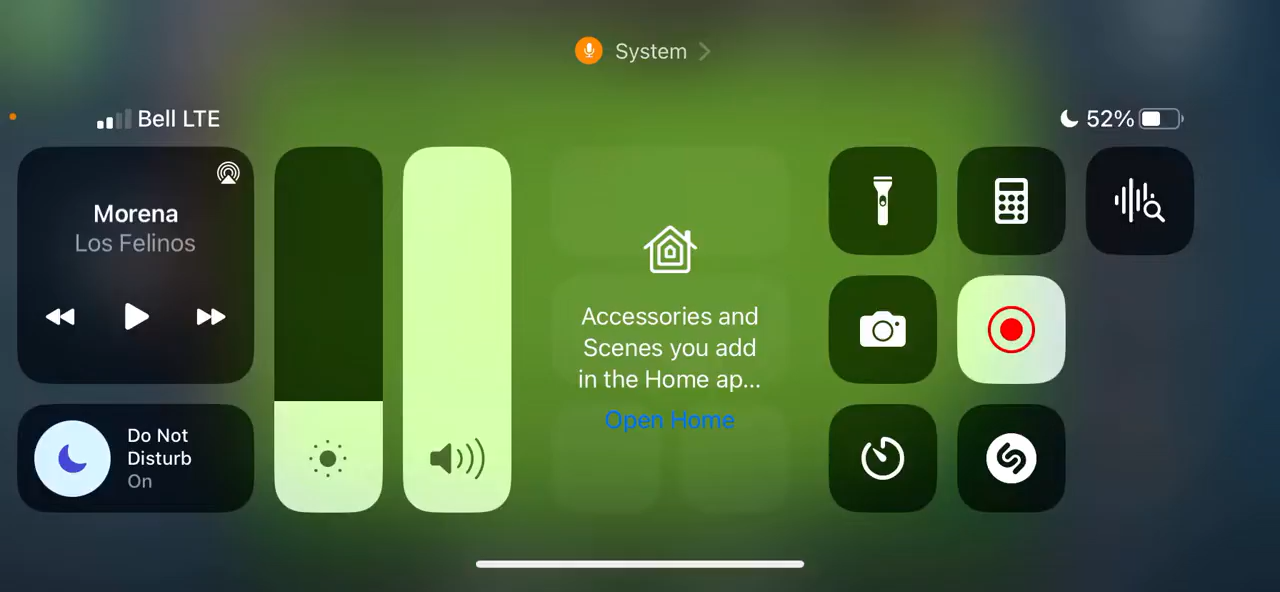 System
Bell LTE
52%
Morena
Los Felinos
Do Not
Disturb
On
Accessories and
Scenes you add
in the Home ap...
Open Home